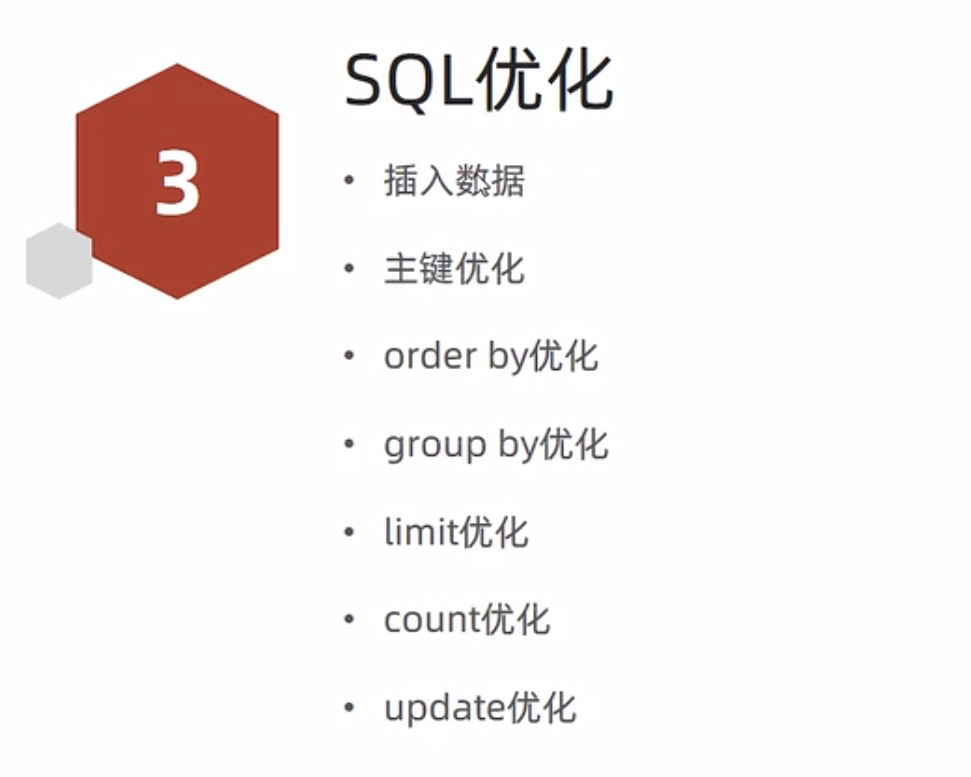 3
SQL优化
• 插入数据
• 主键优化
• order by优化
• group by优化
• limit优化
• count优化
• update优化